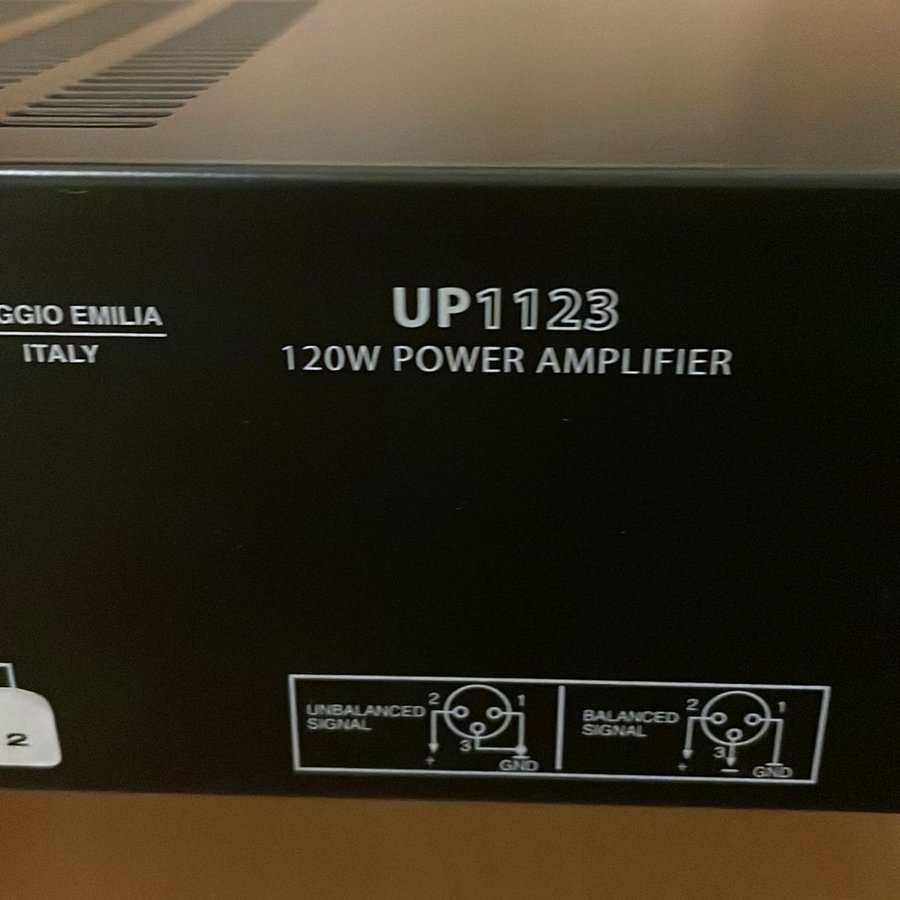 GGIO EMILIA
ITALY
UP1123
120W POWER AMPLIFIER
2
UNBALANCED
SIGNAL
2
1
3
+
GND
BALANCED
SIGNAL
2
1
3
+
−
GND